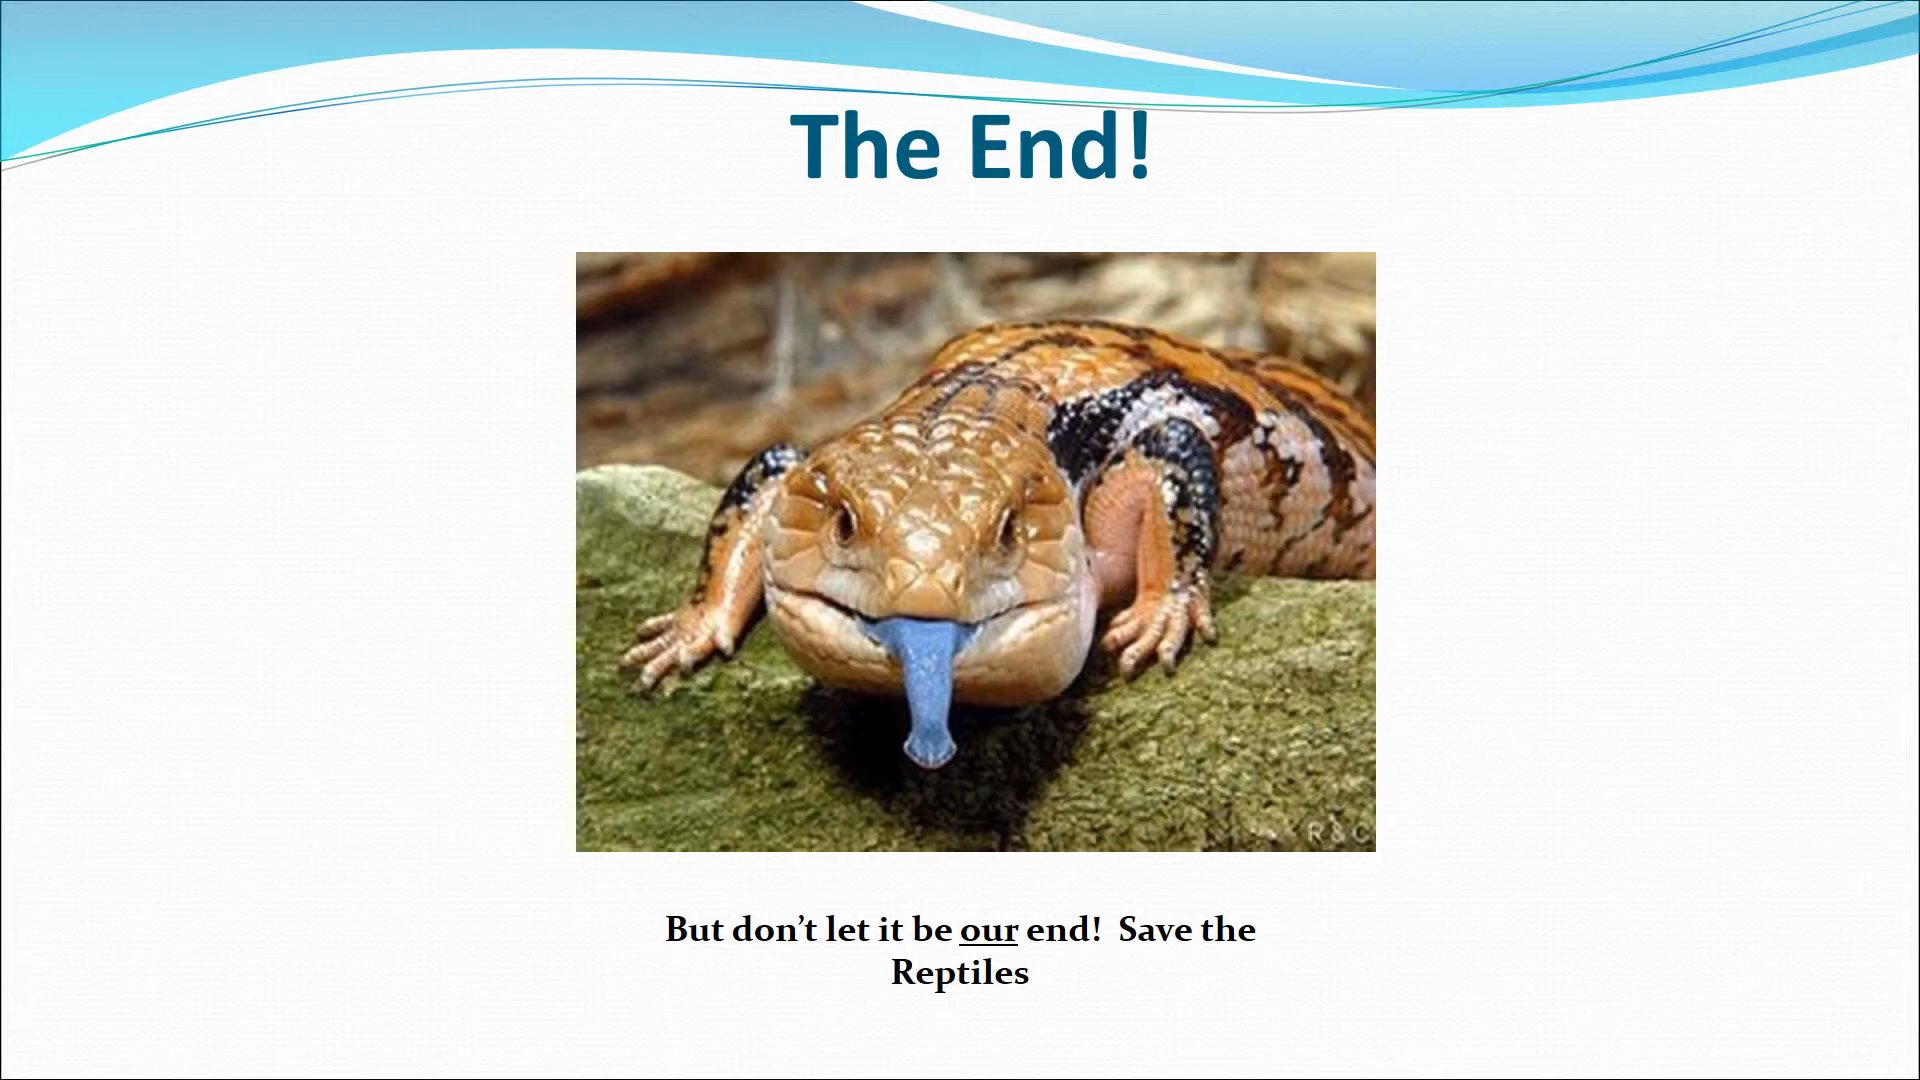 The End!
R & C
But don’t let it be our end!  Save the
Reptiles